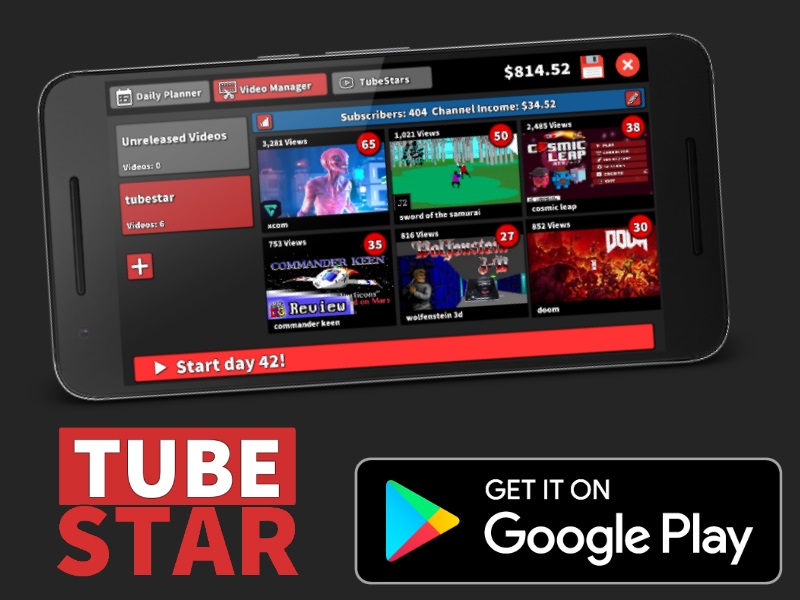 $814.52
Daily Planner
Video Manager
TubeStars
Subscribers: 404 Channel Income: $34.52
Unreleased Videos
Videos: 0
tubestar
Videos: 6
3,281 Views
65
xcom
1,021 Views
50
sword of the samurai
2,485 Views
38
COSMIC
LEAP
cosmic leap
753 Views
35
COMMANDER KEEN
Review
commander keen
816 Views
27
Wolfenstein
3-D
wolfenstein 3d
852 Views
30
DOOM
doom
Start day 42!
TUBE
STAR
GET IT ON
Google Play